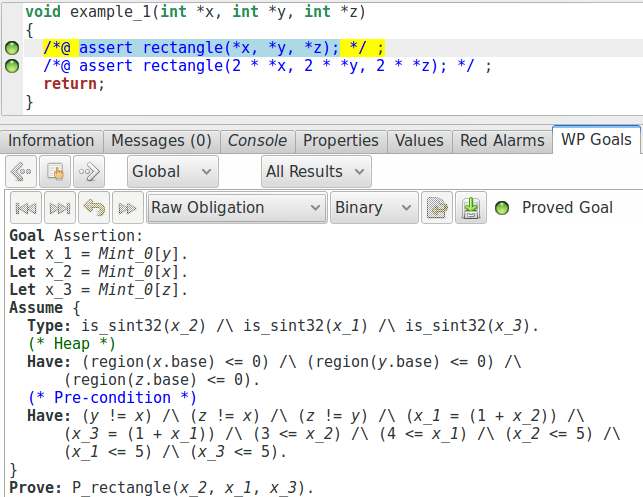 void example_1(int *x, int *y, int *z)
{
/*@ assert rectangle(*x, *y, *z); */ ;
/*@ assert rectangle(2 * *x, 2 * *y, 2 * *z); */ ;
return;
}
Information Messages (0) Console Properties Values Red Alarms WP Goals
Global All Results
Raw Obligation Binary Proved Goal
Goal Assertion:
Let x_1 = Mint_0[y].
Let x_2 = Mint_0[x].
Let x_3 = Mint_0[z].
Assume {
Type: is_sint32(x_2) /\ is_sint32(x_1) /\ is_sint32(x_3).
(* Heap *)
Have: (region(x.base) <= 0) /\ (region(y.base) <= 0) /\
(region(z.base) <= 0).
(* Pre-condition *)
Have: (y != x) /\ (z != x) /\ (z != y) /\ (x_1 = (1 + x_2)) /\
(x_3 = (1 + x_1)) /\ (3 <= x_2) /\ (4 <= x_1) /\ (x_2 <= 5) /\
(x_1 <= 5) /\ (x_3 <= 5).
}
Prove: P_rectangle(x_2, x_1, x_3).